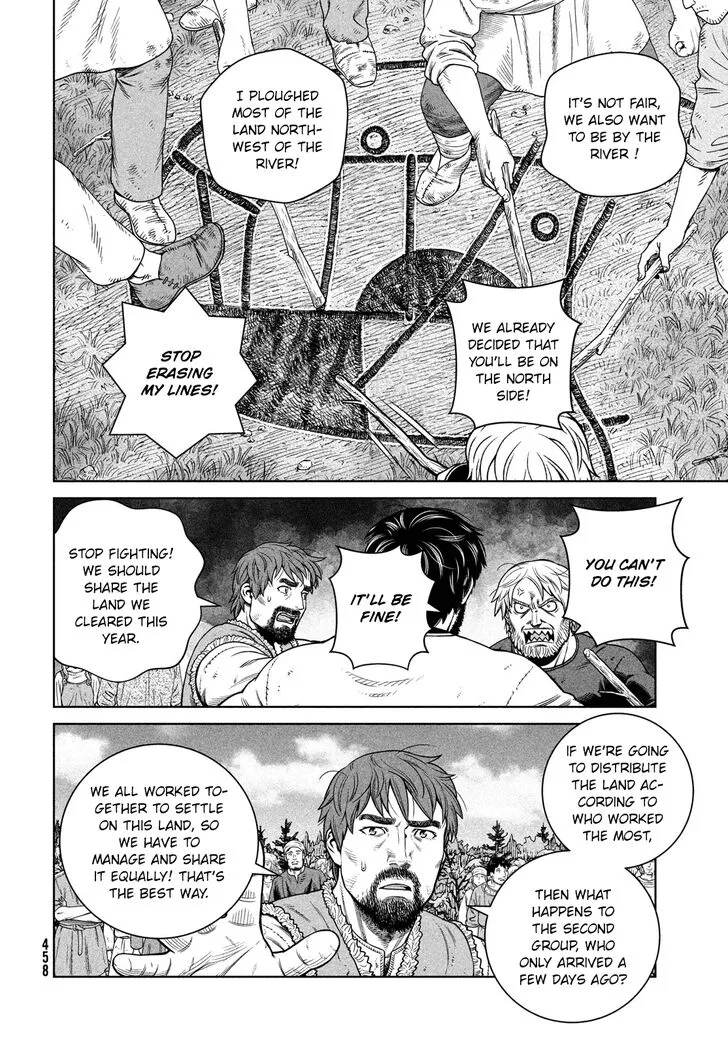 I PLOUGHED
MOST OF THE
LAND NORTH-
WEST OF THE
RIVER!
IT'S NOT FAIR,
WE ALSO WANT
TO BE BY THE
RIVER !
STOP
ERASING
MY LINES!
WE ALREADY
DECIDED THAT
YOU'LL BE ON
THE NORTH
SIDE!
STOP FIGHTING!
WE SHOULD
SHARE THE
LAND WE
CLEARED THIS
YEAR.
IT'LL BE
FINE!
YOU CAN'T
DO THIS!
WE ALL WORKED TO-
GETHER TO SETTLE
ON THIS LAND, SO
WE HAVE TO
MANAGE AND SHARE
IT EQUALLY! THAT'S
THE BEST WAY.
IF WE'RE GOING
TO DISTRIBUTE
THE LAND AC-
CORDING TO
WHO WORKED
THE MOST,
THEN WHAT
HAPPENS TO
THE SECOND
GROUP, WHO
ONLY ARRIVED A
FEW DAYS AGO?
458